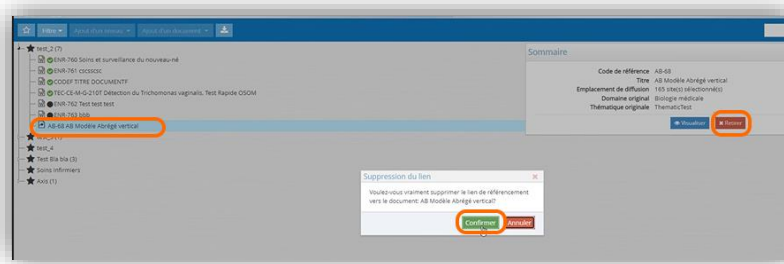 Filtre
Ajout d'un niveau
Ajout d'un document
test_2 (7)
ENR-760 Soins et surveillance du nouveau-né
ENR-761 cscsscsc
CODEF TITRE DOCUMENTF
TEC-CE-M-G-210T Détection du Trichomonas vaginalis, Test Rapide OSOM
ENR-762 Test test test
ENR-763 bbb
AB-68 AB Modèle Abrégé vertical
test_3 (1)
test_4
Test Bla bla (3)
Soins infirmiers
Axis (1)
Sommaire
Code de référence AB-68
Titre AB Modèle Abrégé vertical
Emplacement de diffusion 165 site(s) sélectionné(s)
Domaine original Biologie médicale
Thématique originale ThematicTest
Visualiser
Retirer
Suppression du lien
Voulez-vous vraiment supprimer le lien de référencement
vers le document: AB Modèle Abrégé vertical?
Confirmer
Annuler